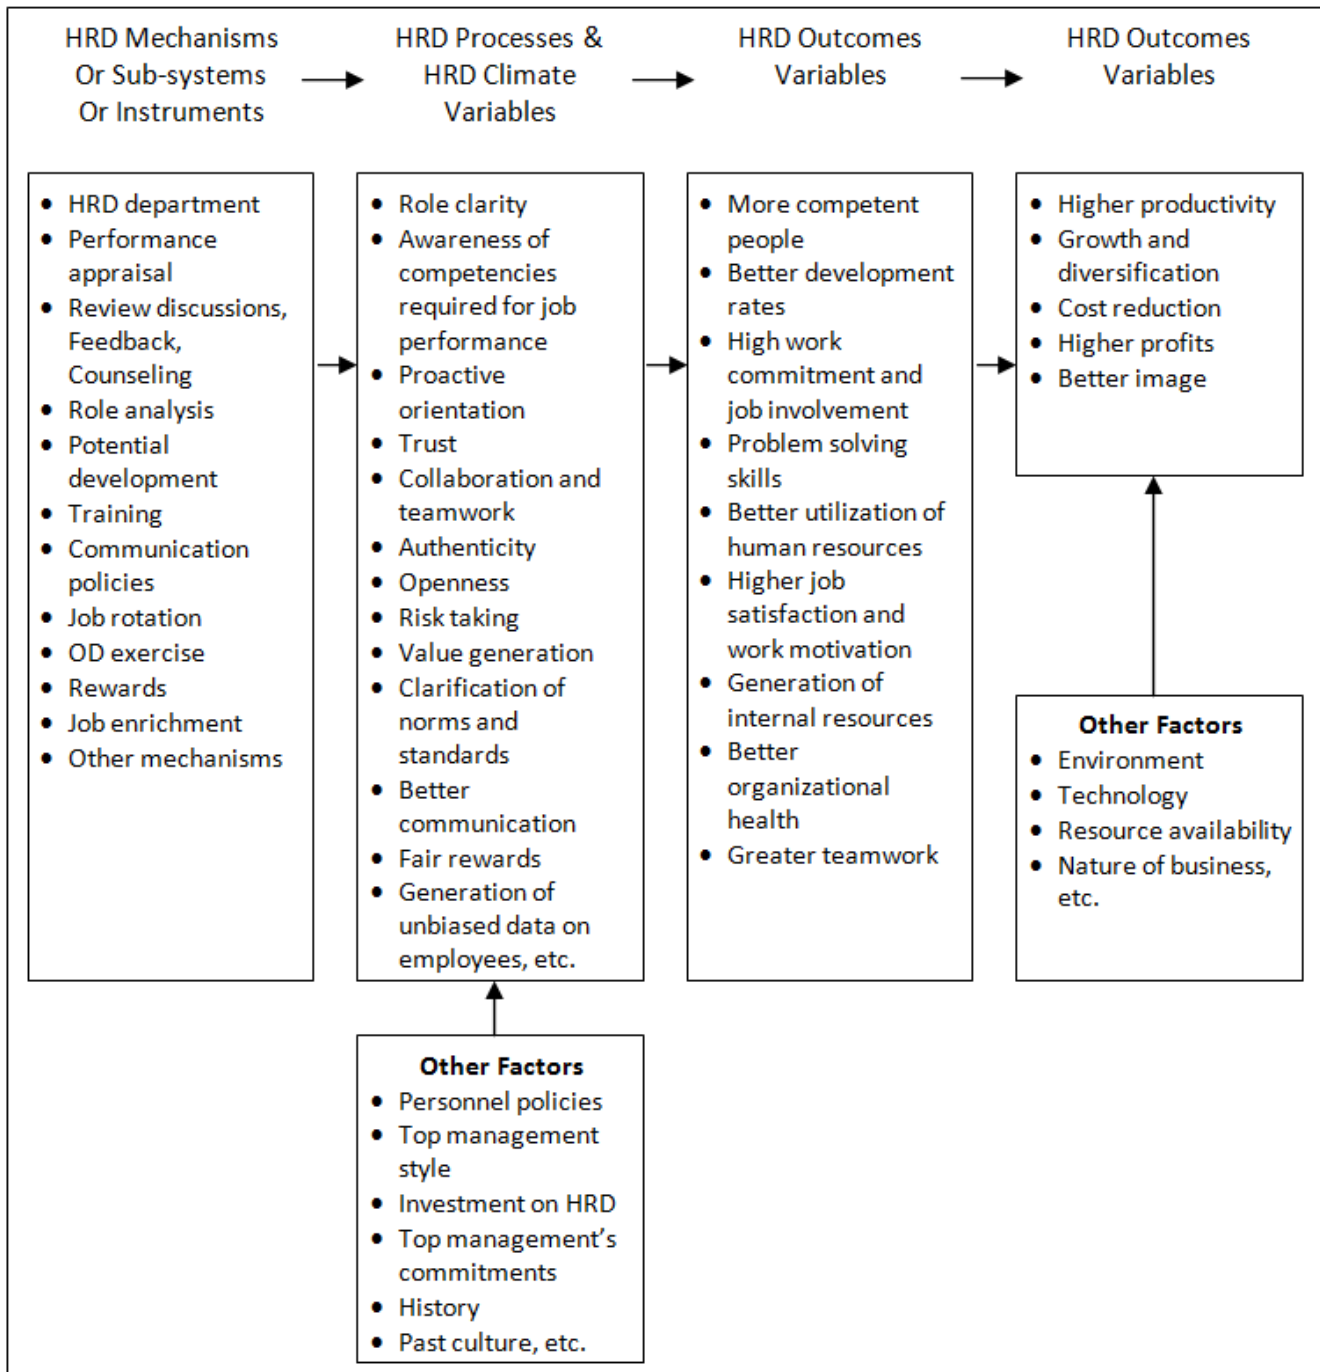 HRD Mechanisms
Or Sub-systems
Or Instruments
HRD Processes &
HRD Climate
Variables
HRD Outcomes
Variables
HRD Outcomes
Variables
• HRD department
• Performance
appraisal
• Review discussions,
Feedback,
Counseling
• Role analysis
• Potential
development
• Training
• Communication
policies
• Job rotation
• OD exercise
• Rewards
• Job enrichment
• Other mechanisms
• Role clarity
• Awareness of
competencies
required for job
performance
• Proactive
orientation
• Trust
• Collaboration and
teamwork
• Authenticity
• Openness
• Risk taking
• Value generation
• Clarification of
norms and
standards
• Better
communication
• Fair rewards
• Generation of
unbiased data on
employees, etc.
• More competent
people
• Better development
rates
• High work
commitment and
job involvement
• Problem solving
skills
• Better utilization of
human resources
• Higher job
satisfaction and
work motivation
• Generation of
internal resources
• Better
organizational
health
• Greater teamwork
• Higher productivity
• Growth and
diversification
• Cost reduction
• Higher profits
• Better image
Other Factors
• Environment
• Technology
• Resource availability
• Nature of business,
etc.
Other Factors
• Personnel policies
• Top management
style
• Investment on HRD
• Top management’s
commitments
• History
• Past culture, etc.